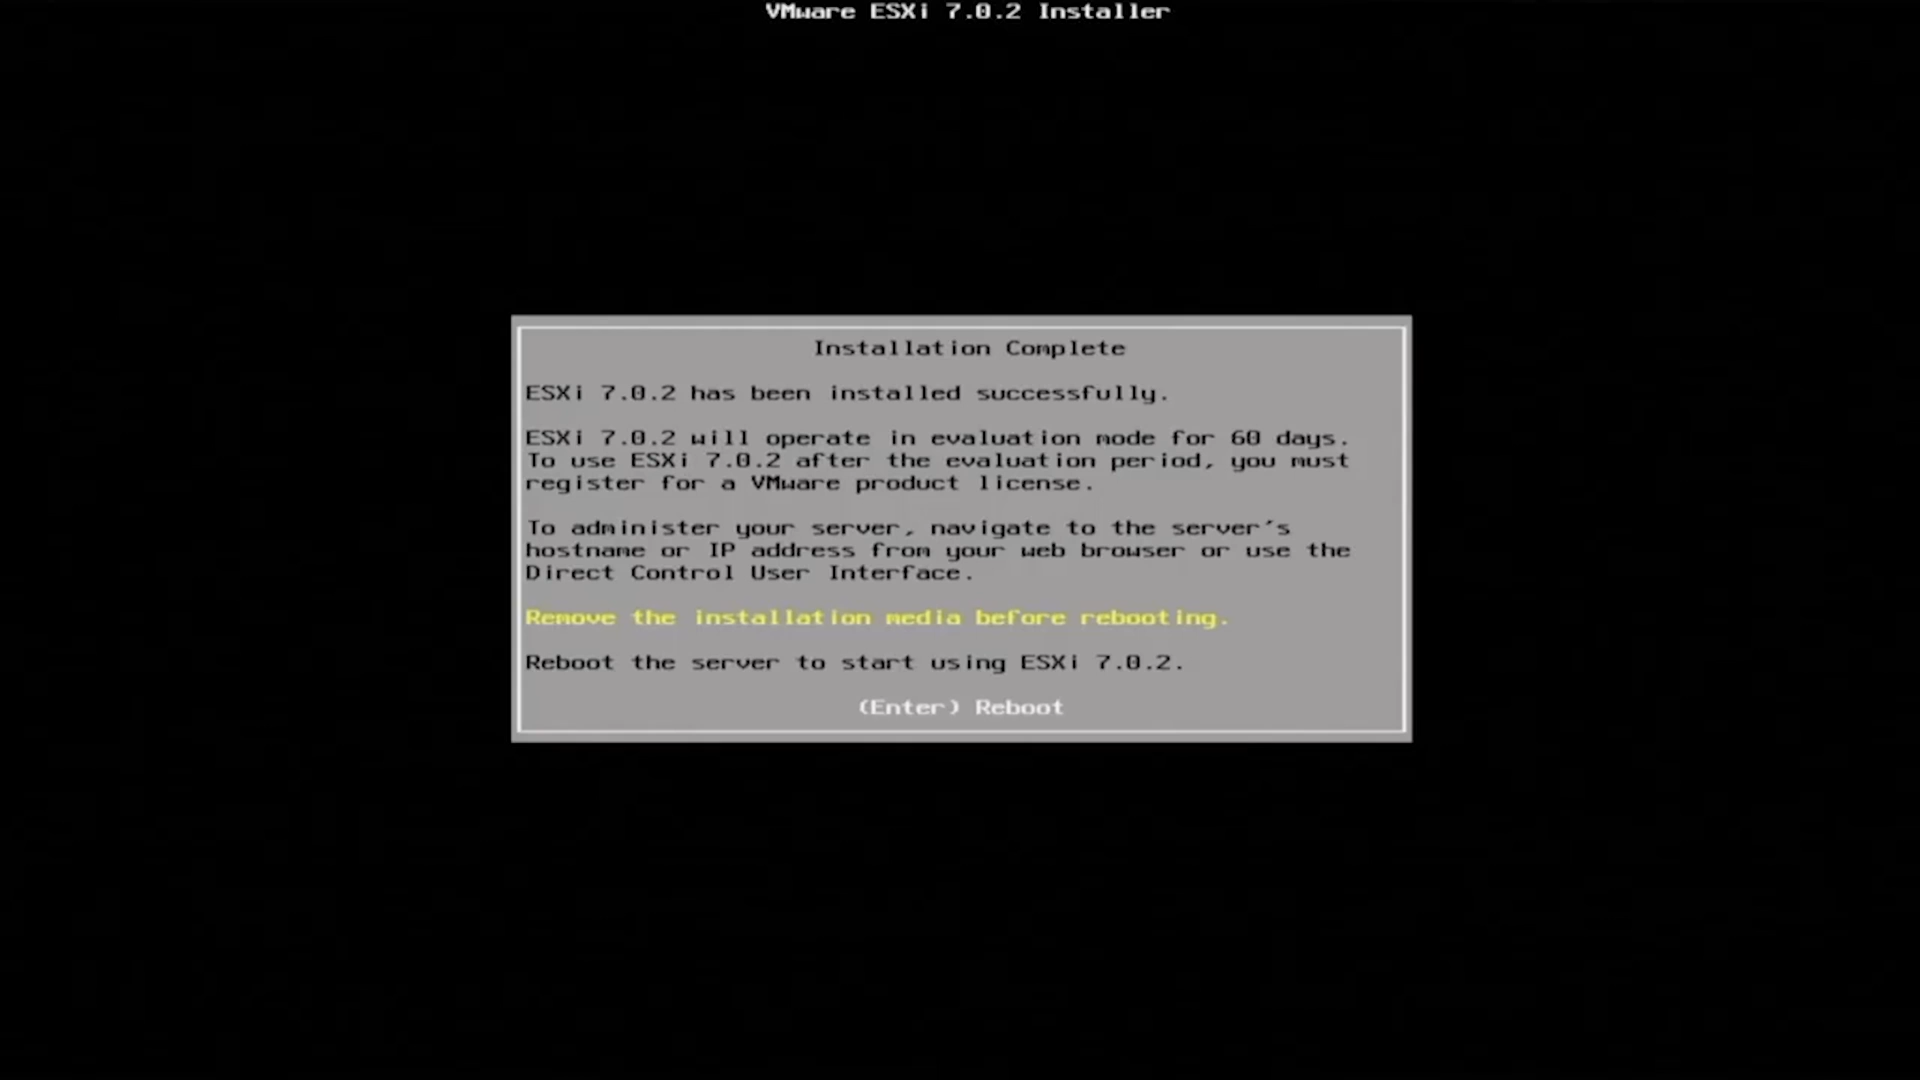 VMware ESXi 7.0.2 Installer
Installation Complete
ESXi 7.0.2 has been installed successfully.
ESXi 7.0.2 will operate in evaluation mode for 60 days.
To use ESXi 7.0.2 after the evaluation period, you must
register for a VMware product license.
To administer your server, navigate to the server's
hostname or IP address from your web browser or use the
Direct Control User Interface.
Remove the installation media before rebooting.
Reboot the server to start using ESXi 7.0.2.
(Enter) Reboot